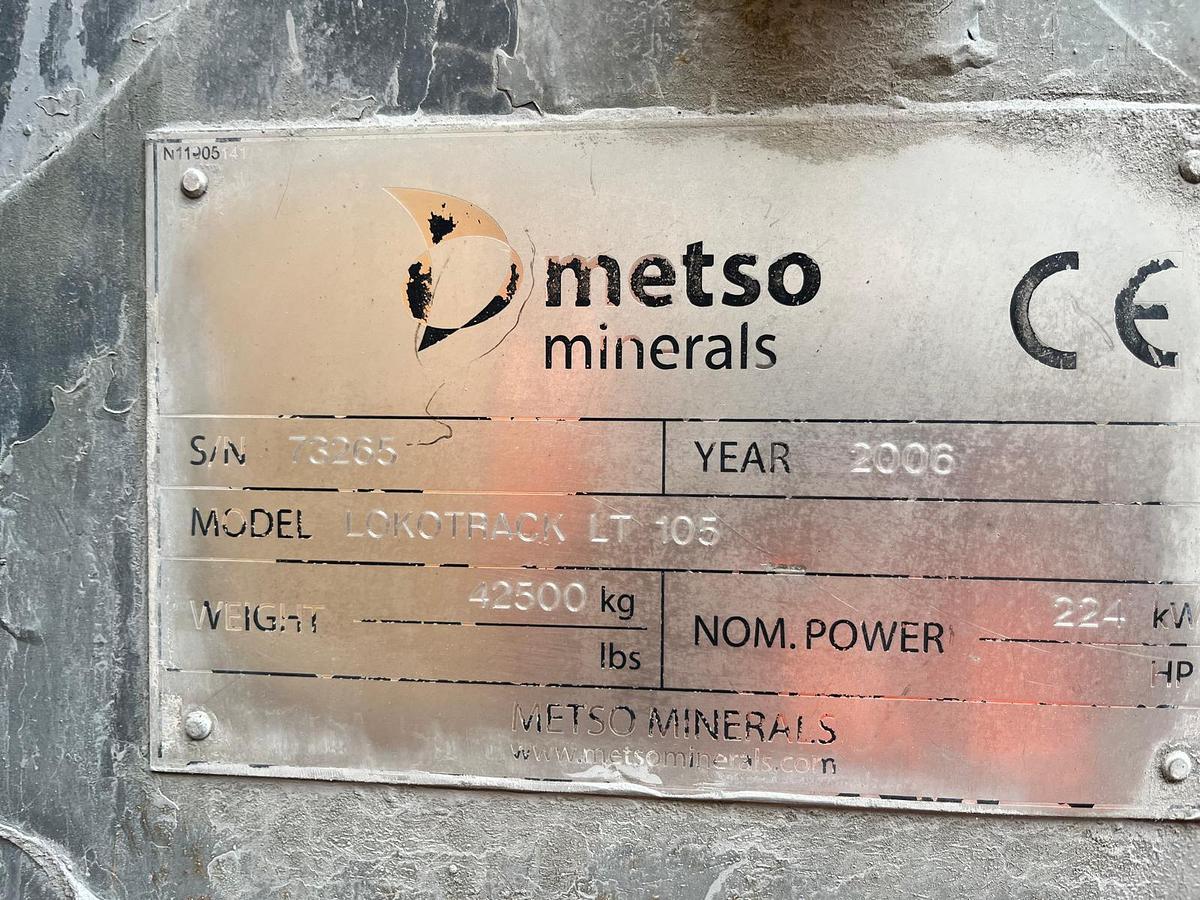 N11905141
metso
minerals
CE
S/N 73265 YEAR 2006
MODEL LOKOTRACK LT 105
WEIGHT 42500 kg
lbs
NOM. POWER 224 kW
HP
METSO MINERALS
www.metsominerals.com